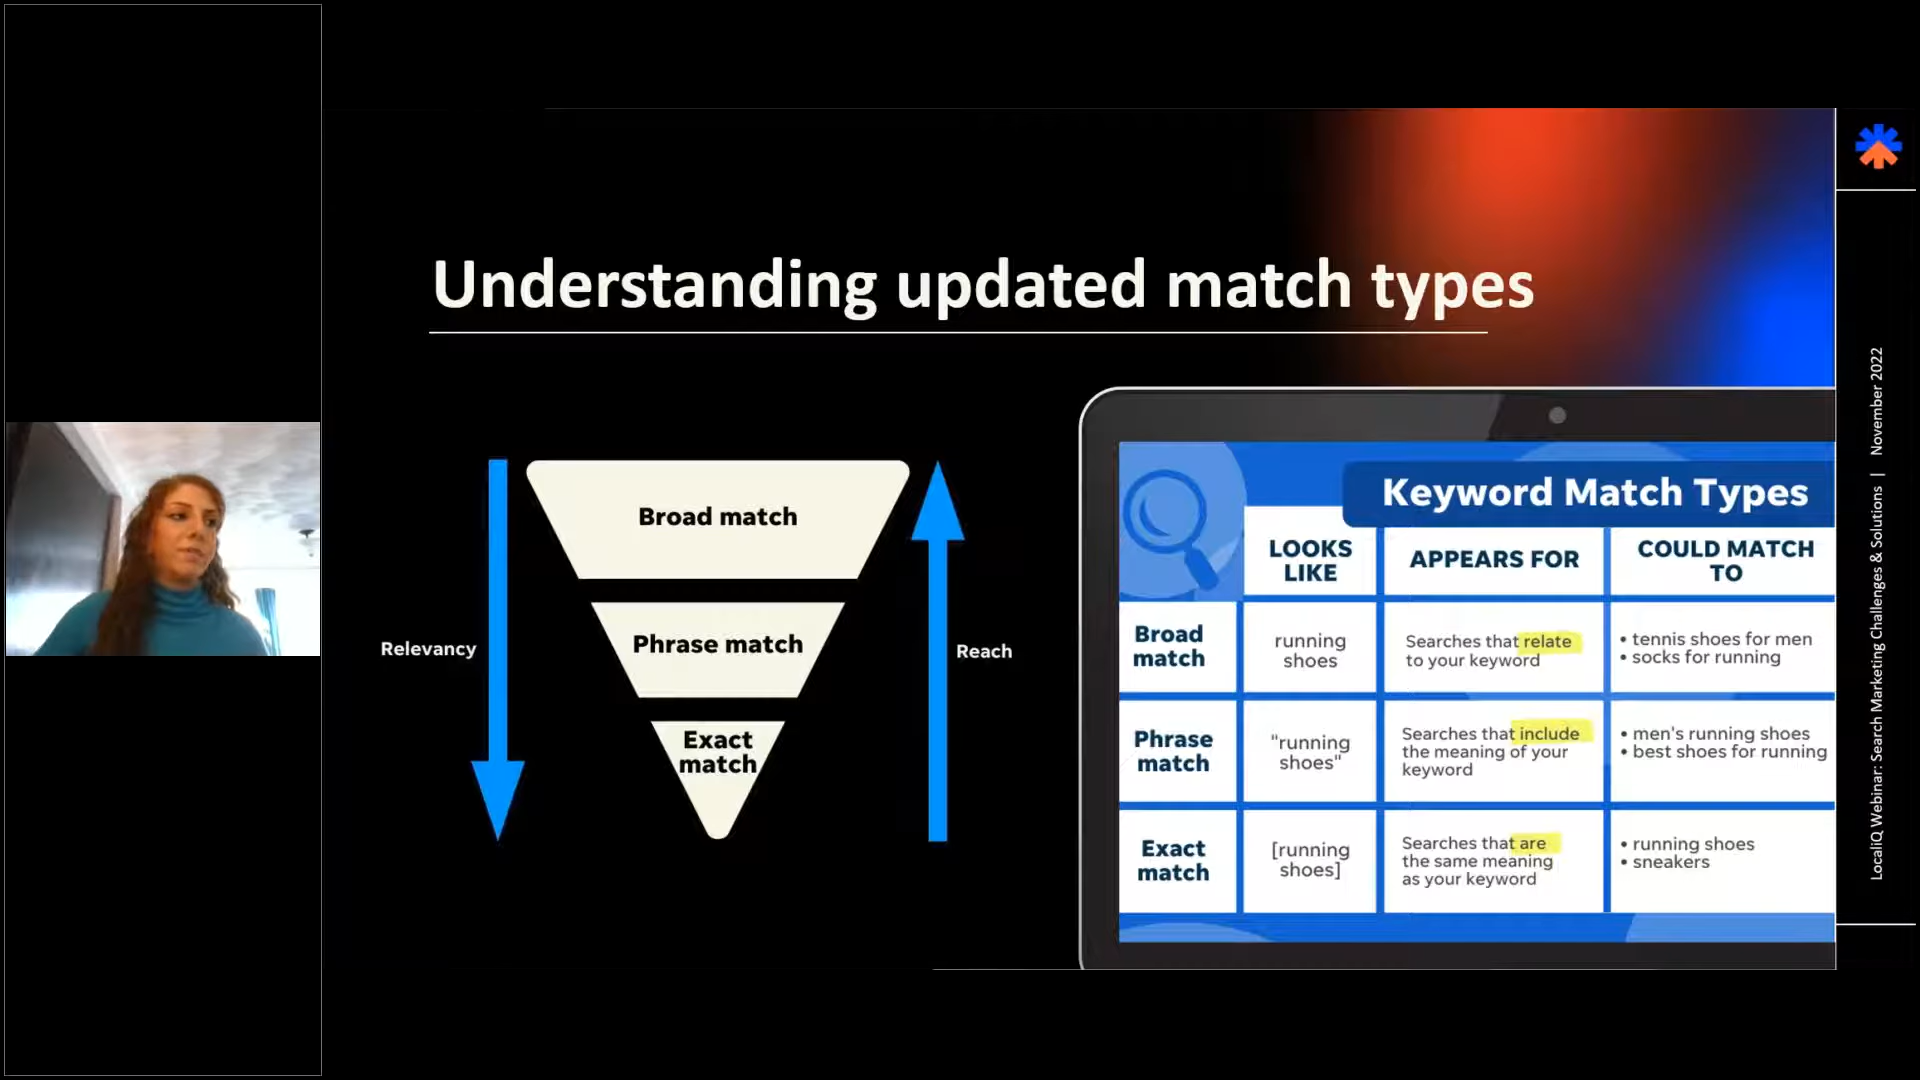 Understanding updated match types
Relevancy
Broad match
Phrase match
Exact
match
Reach
Keyword Match Types
LOOKS
LIKE
APPEARS FOR
COULD MATCH
TO
Broad
match
running
shoes
Searches that relate
to your keyword
• tennis shoes for men
• socks for running
Phrase
match
"running
shoes"
Searches that include
the meaning of your
keyword
• men's running shoes
• best shoes for running
Exact
match
[running
shoes]
Searches that are
the same meaning
as your keyword
• running shoes
• sneakers
LocaliQ Webinar: Search Marketing Challenges & Solutions | November 2022